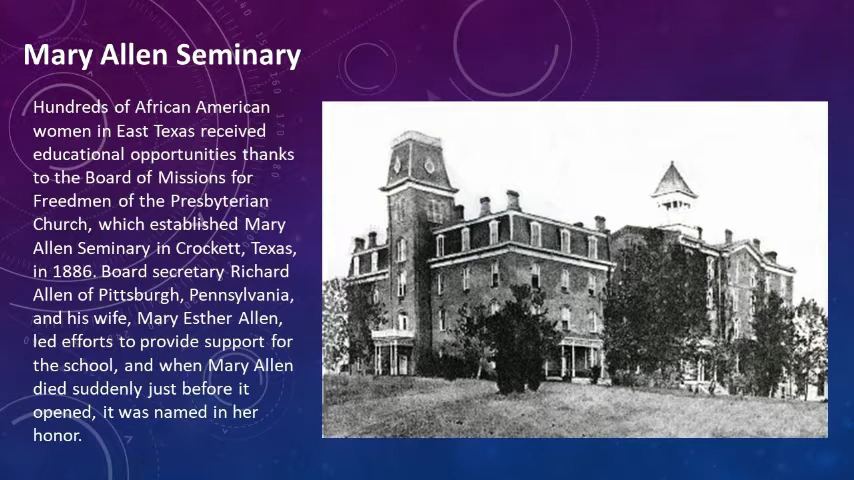 Mary Allen Seminary
Hundreds of African American
women in East Texas received
educational opportunities thanks
to the Board of Missions for
Freedmen of the Presbyterian
Church, which established Mary
Allen Seminary in Crockett, Texas,
in 1886. Board secretary Richard
Allen of Pittsburgh, Pennsylvania,
and his wife, Mary Esther Allen,
led efforts to provide support for
the school, and when Mary Allen
died suddenly just before it
opened, it was named in her
honor.